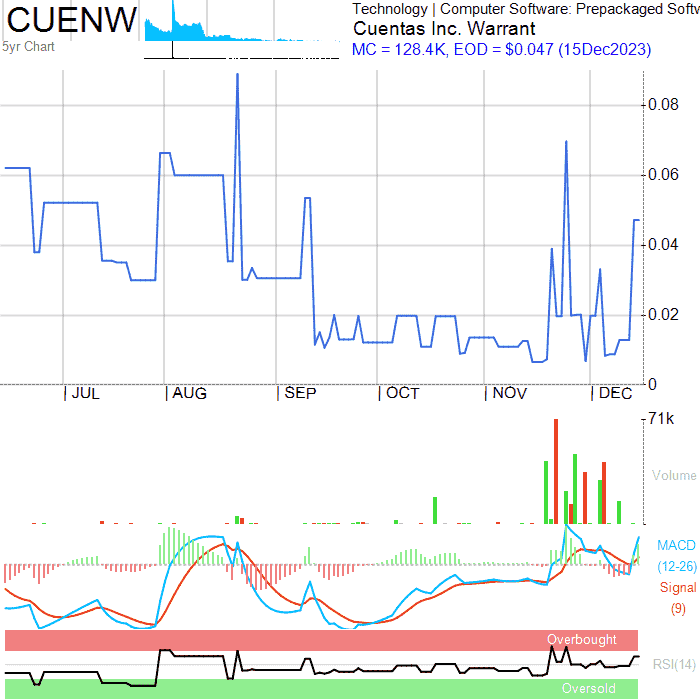 CUENW
5yr Chart
Technology | Computer Software: Prepackaged Softw
Cuentas Inc. Warrant
MC = 128.4K, EOD = $0.047 (15Dec2023)
0.08
0.06
0.04
0.02
0
JUL
AUG
SEP
OCT
NOV
DEC
71k
Volume
MACD
(12-26)
Signal
(9)
Overbought
RSI(14)
Oversold